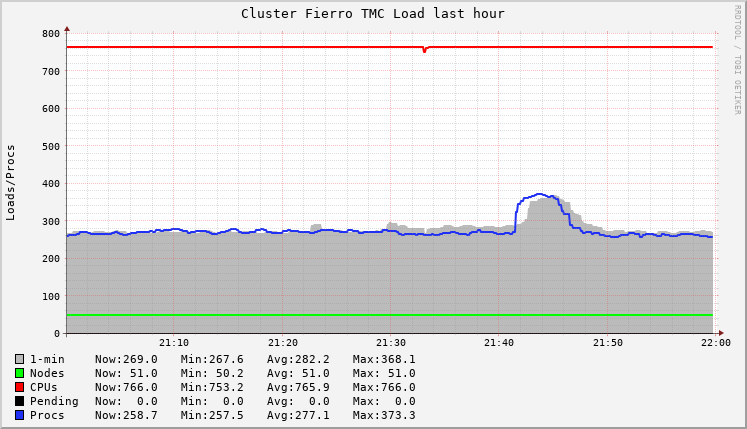 Cluster Fierro TMC Load last hour
RRDTOOL / TOBI OETIKER
Loads/Procs
800
700
600
500
400
300
200
100
0
21:10 21:20 21:30 21:40 21:50 22:00
1-min Now:269.0 Min:267.6 Avg:282.2 Max:368.1
Nodes Now: 51.0 Min: 50.2 Avg: 51.0 Max: 51.0
CPUs Now:766.0 Min:753.2 Avg:765.9 Max:766.0
Pending Now: 0.0 Min: 0.0 Avg: 0.0 Max: 0.0
Procs Now:258.7 Min:257.5 Avg:277.1 Max:373.3